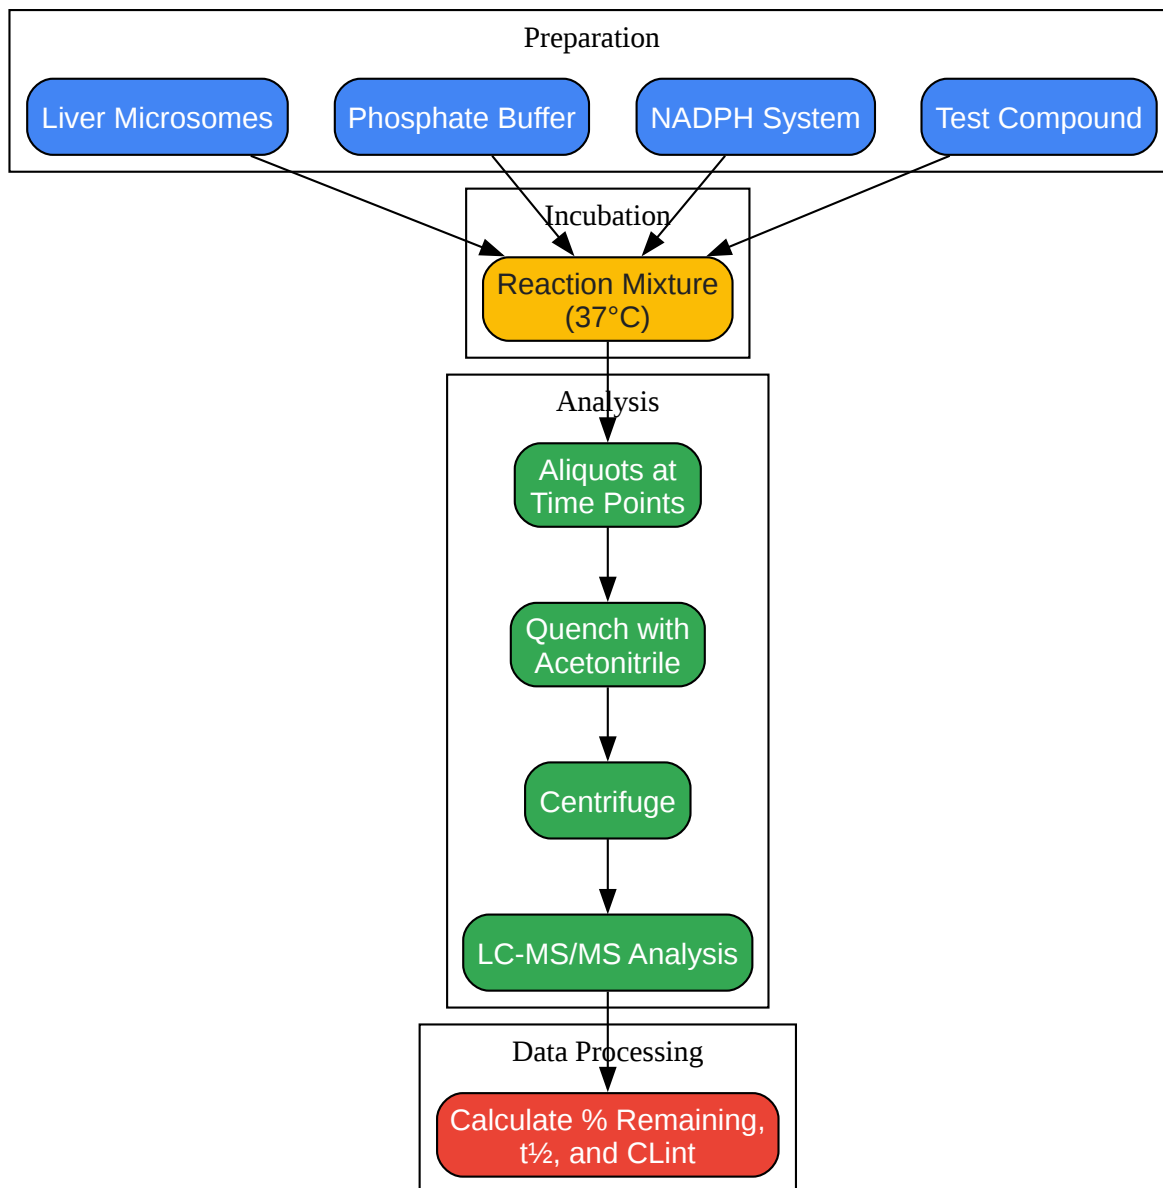 Preparation
Liver Microsomes
Phosphate Buffer
NADPH System
Test Compound
Incubation
Reaction Mixture
(37°C)
Analysis
Aliquots at
Time Points
Quench with
Acetonitrile
Centrifuge
LC-MS/MS Analysis
Data Processing
Calculate % Remaining,
t½, and CLint